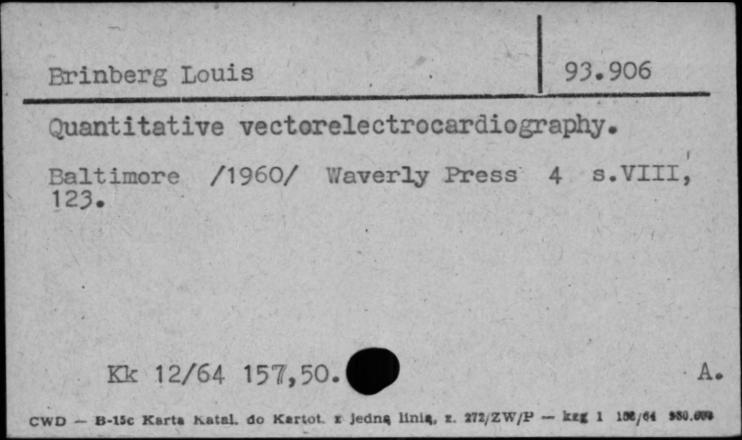 Brinberg Louis 93.906
Quantitative vectorelectrocardiography.
Baltimore /1960/ Waverly Press 4 s.VIII,
123.
Kk 12/64 157,50. A.
CWD — B-15c Karta Katal. do Kartot. z jedną linią, z. 272/ZW/P — kzg 1